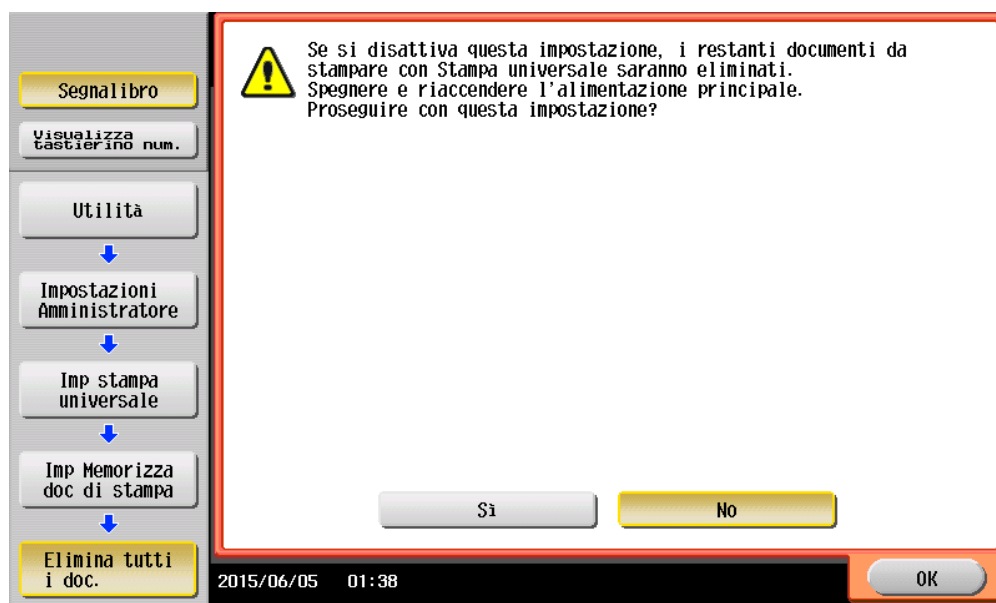 Segnalibro
Visualizza
tastierino num.
Utilità
Impostazioni
Amministratore
Imp stampa
universale
Imp Memorizza
doc di stampa
Elimina tutti
i doc.
Se si disattiva questa impostazione, i restanti documenti da
stampare con Stampa universale saranno eliminati.
Spegnere e riaccendere l'alimentazione principale.
Proseguire con questa impostazione?
Sì
No
2015/06/05 01:38
OK